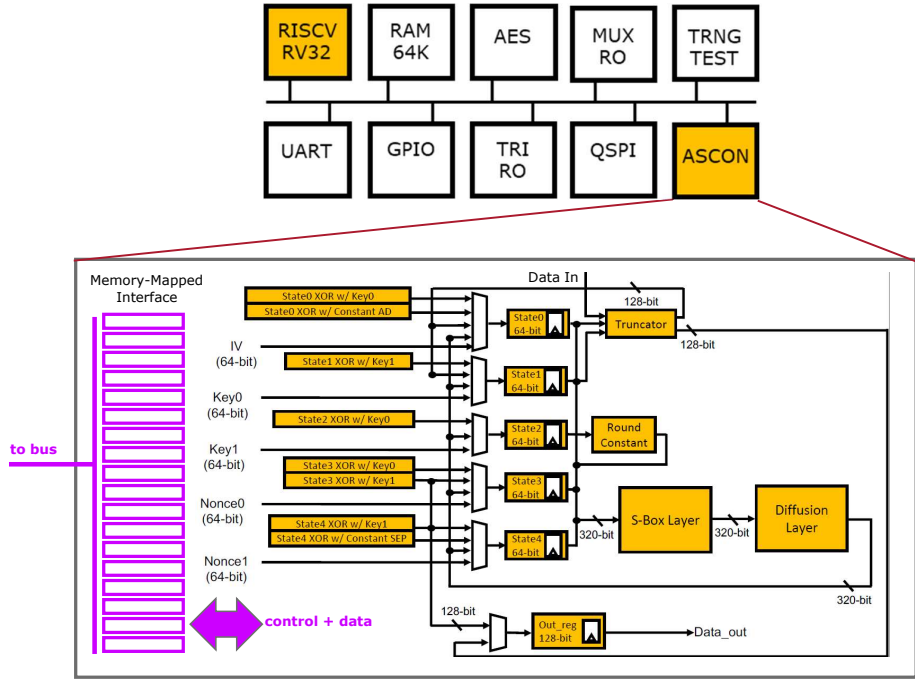 RISCV
RV32
RAM
64K
AES
MUX
RO
TRNG
TEST
UART
GPIO
TRI
RO
QSPI
ASCON
Memory-Mapped
Interface
Data In
State0 XOR w/ Key0
State0 XOR w/ Constant AD
State0
64-bit
Truncator
128-bit
128-bit
IV
(64-bit)
State1 XOR w/ Key1
State1
64-bit
Key0
(64-bit)
State2 XOR w/ Key0
State2
64-bit
Round
Constant
Key1
(64-bit)
to bus
State3 XOR w/ Key0
State3 XOR w/ Key1
State3
64-bit
Nonce0
(64-bit)
State4 XOR w/ Key1
State4 XOR w/ Constant SEP
State4
64-bit
320-bit
S-Box Layer
320-bit
Diffusion
Layer
Nonce1
(64-bit)
320-bit
control + data
128-bit
Out_reg
128-bit
Data_out